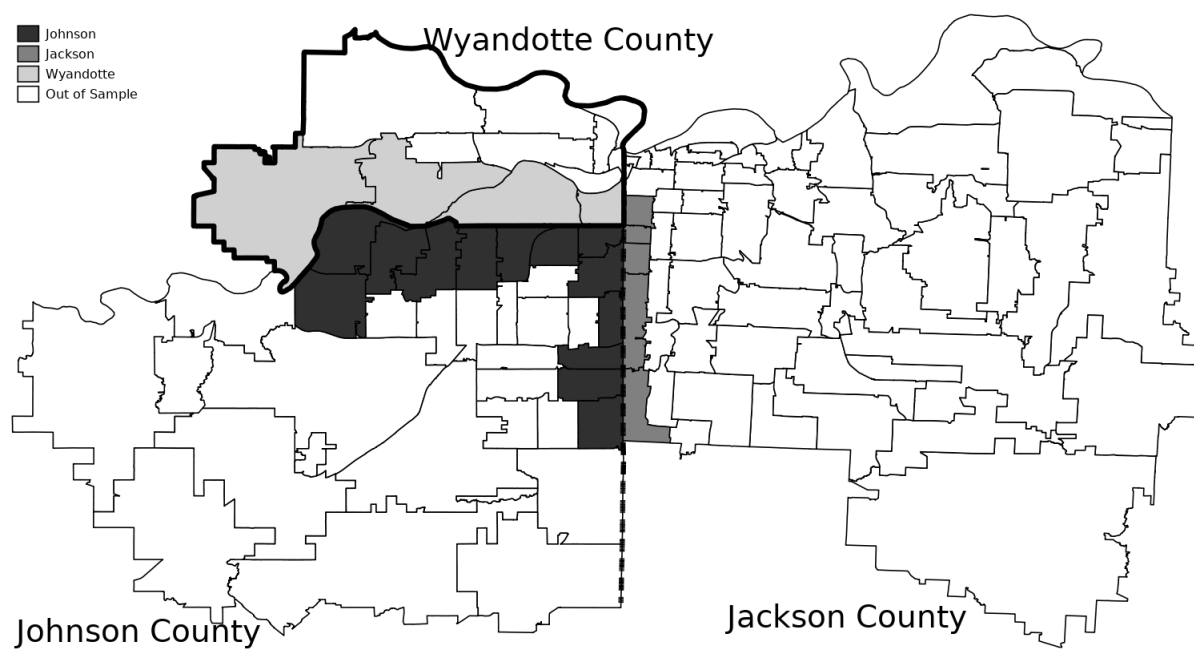 Wyandotte County
Johnson
Jackson
Wyandotte
Out of Sample
Johnson County
Jackson County